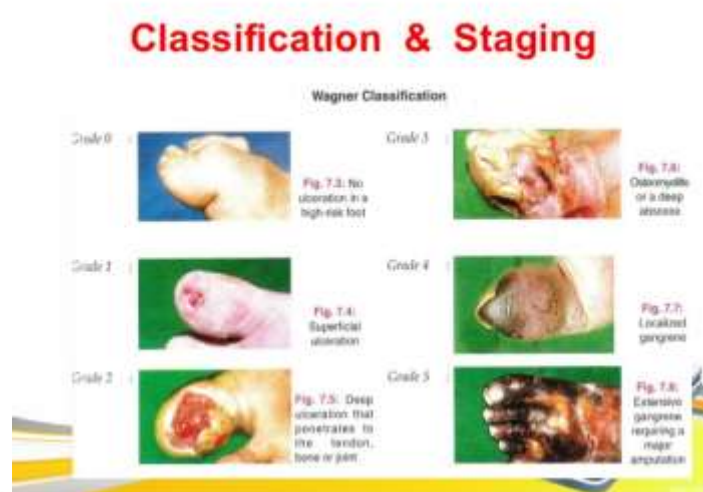 Classification & Staging
Wagner Classification
Grade 0 :
Fig. 7.3: No
ulceration in a
high-risk foot
Grade 1 :
Fig. 7.4:
Superficial
ulceration
Grade 2 :
Fig. 7.5: Deep
ulceration that
penetrates to
the tendon,
bone or joint
Grade 3 :
Fig. 7.6:
Osteomyelitis
or a deep
abscess
Grade 4 :
Fig. 7.7:
Localized
gangrene
Grade 5 :
Fig. 7.8:
Extensive
gangrene
requiring a
major
amputation